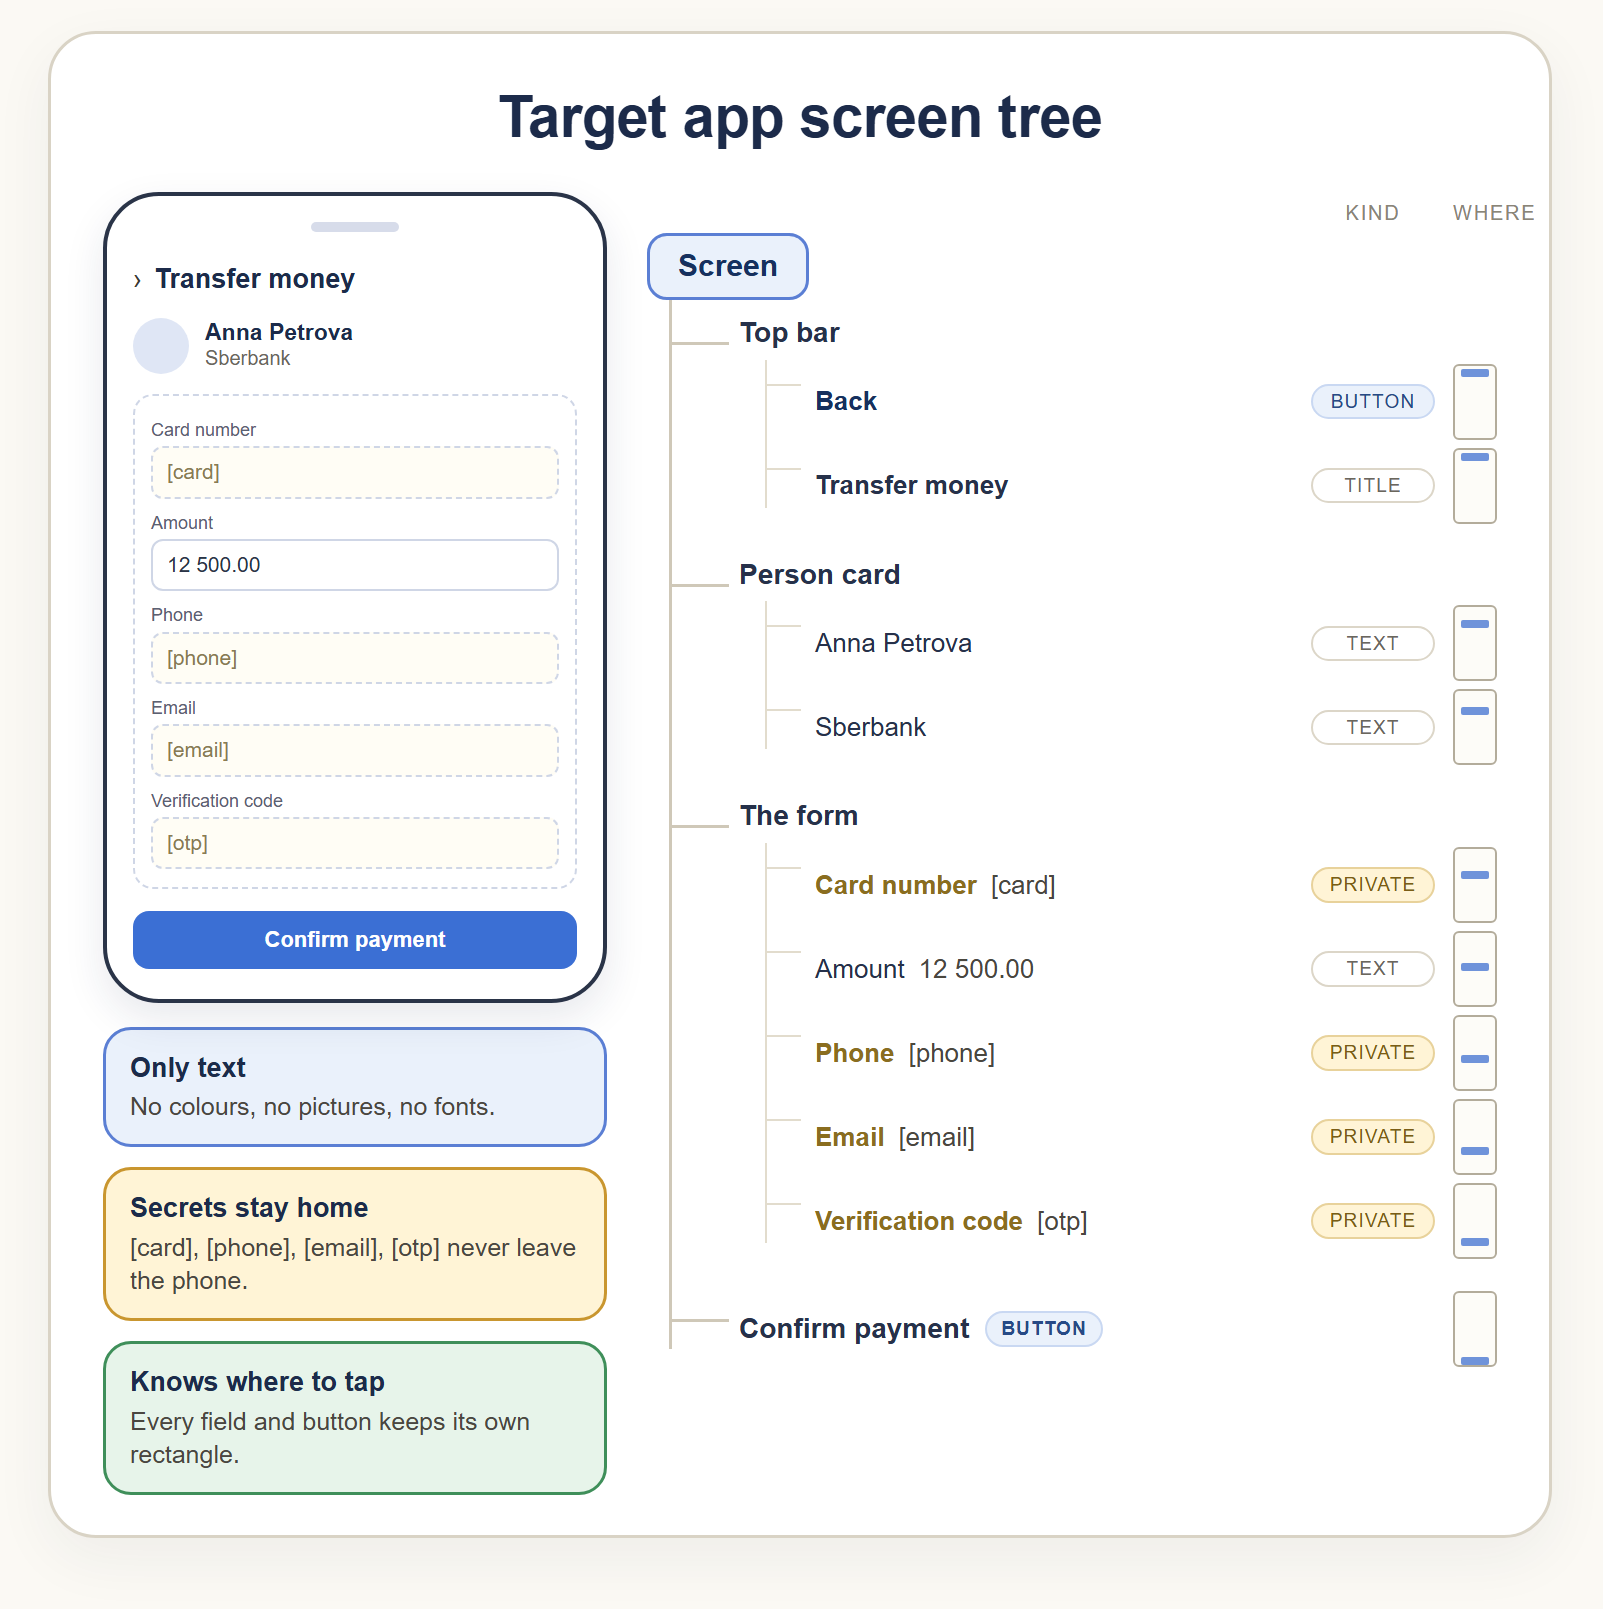 Target app screen tree
› Transfer money
Anna Petrova
Sberbank
Card number
[card]
Amount
12 500.00
Phone
[phone]
Email
[email]
Verification code
[otp]
Confirm payment
Only text
No colours, no pictures, no fonts.
Secrets stay home
[card], [phone], [email], [otp] never leave
the phone.
Knows where to tap
Every field and button keeps its own
rectangle.
KIND WHERE
Screen
Top bar
Back BUTTON
Transfer money TITLE
Person card
Anna Petrova TEXT
Sberbank TEXT
The form
Card number [card] PRIVATE
Amount 12 500.00 TEXT
Phone [phone] PRIVATE
Email [email] PRIVATE
Verification code [otp] PRIVATE
Confirm payment BUTTON